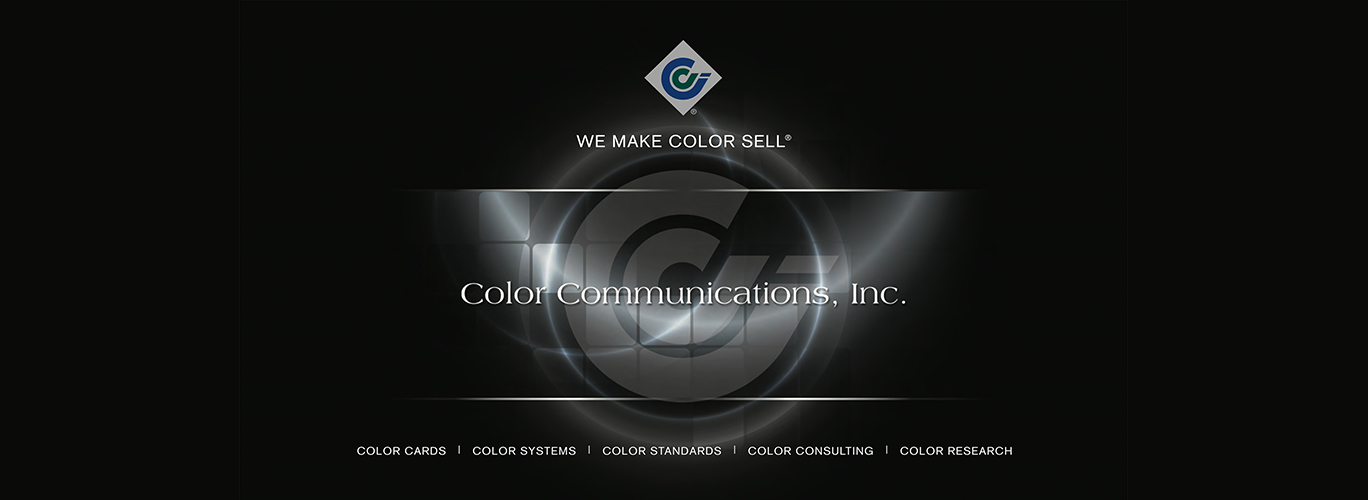 WE MAKE COLOR SELL®
Color Communications, Inc.
COLOR CARDS | COLOR SYSTEMS | COLOR STANDARDS | COLOR CONSULTING | COLOR RESEARCH